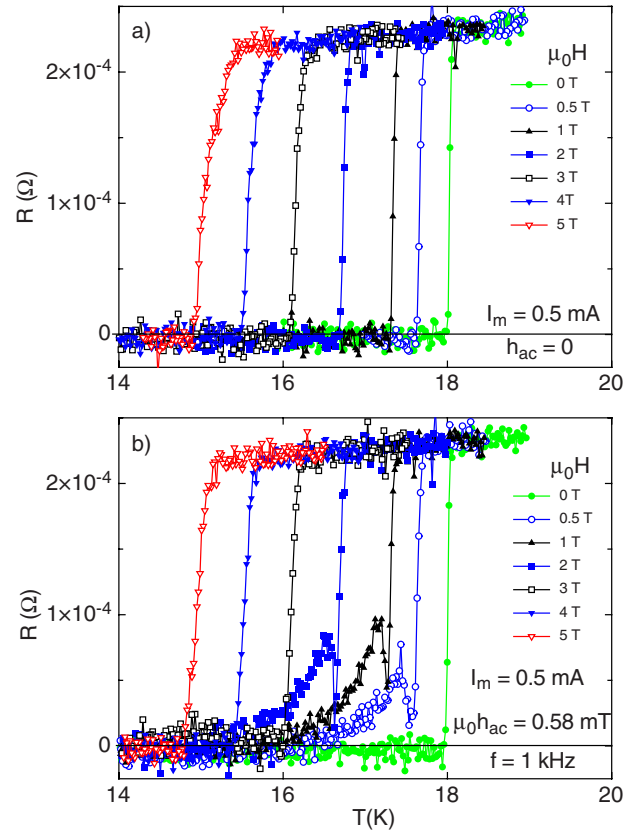 a)
μ₀H
0 T
0.5 T
1 T
2 T
3 T
4T
5 T
2×10⁻⁴
1×10⁻⁴
0
R (Ω)
Iₘ = 0.5 mA
h_ac = 0
14 16 18 20
b)
μ₀H
0 T
0.5 T
1 T
2 T
3 T
4 T
5 T
2×10⁻⁴
1×10⁻⁴
0
R (Ω)
Iₘ = 0.5 mA
μ₀h_ac = 0.58 mT
f = 1 kHz
14 16 18 20
T(K)